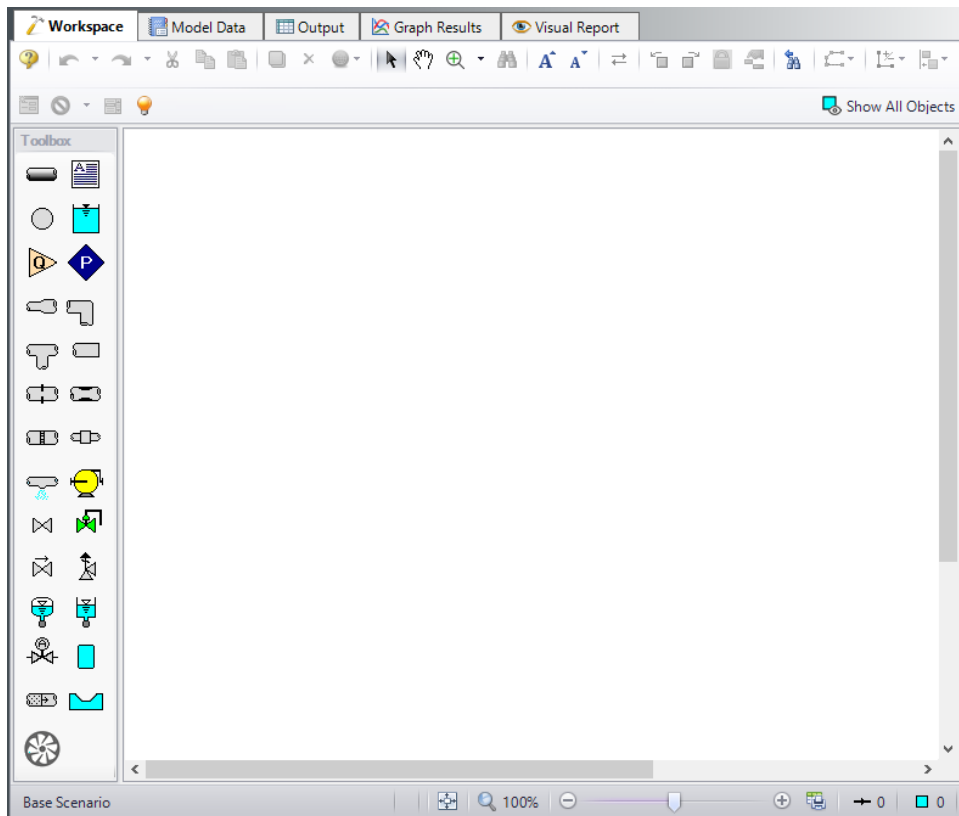 Workspace
Model Data
Output
Graph Results
Visual Report
A A
Show All Objects
Toolbox
A
Q P
A
Base Scenario
100%
0
0